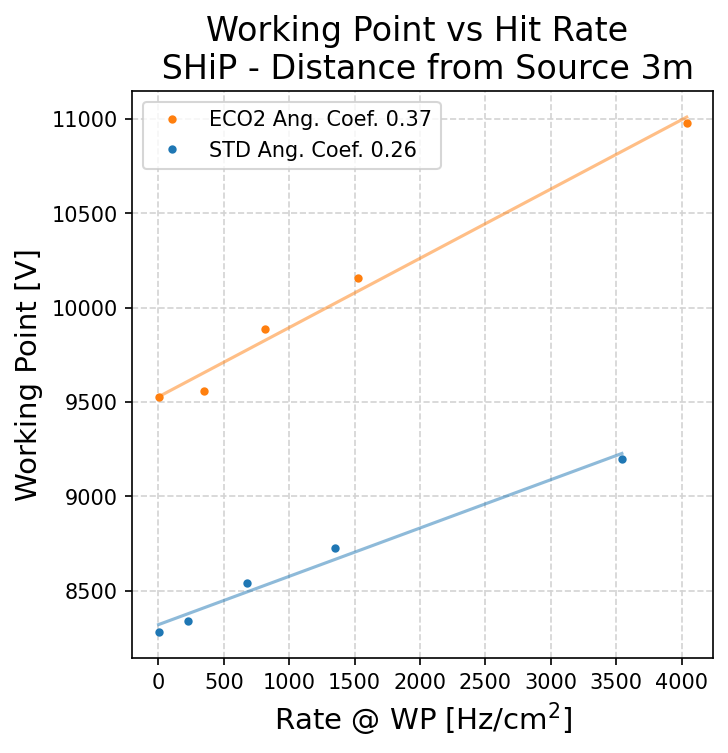 Working Point vs Hit Rate
SHiP - Distance from Source 3m
ECO2 Ang. Coef. 0.37
STD Ang. Coef. 0.26
Working Point [V]
11000
10500
10000
9500
9000
8500
0 500 1000 1500 2000 2500 3000 3500 4000
Rate @ WP [Hz/cm²]